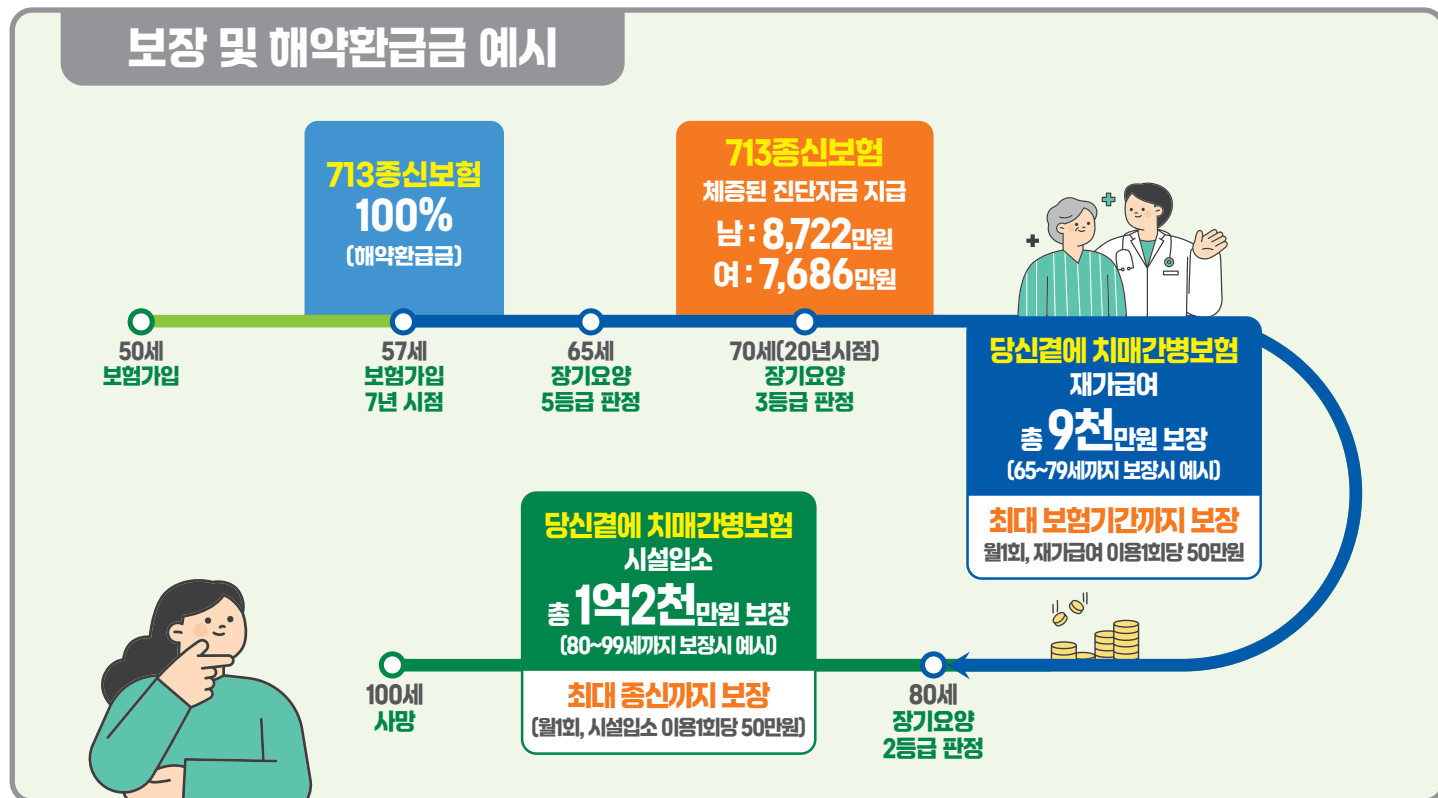 보장 및 해약환급금 예시
713종신보험
100%
(해약환급금)
713종신보험
체증된 진단자금 지급
남 : 8,722만원
여 : 7,686만원
50세
보험가입
57세
보험가입
7년 시점
65세
장기요양
5등급 판정
70세(20년시점)
장기요양
3등급 판정
당신곁에 치매간병보험
재가급여
총 9천만원 보장
(65~79세까지 보장시 예시)
최대 보험기간까지 보장
월1회, 재가급여 이용1회당 50만원
80세
장기요양
2등급 판정
당신곁에 치매간병보험
시설입소
총 1억2천만원 보장
(80~99세까지 보장시 예시)
최대 종신까지 보장
(월1회, 시설입소 이용1회당 50만원)
100세
사망